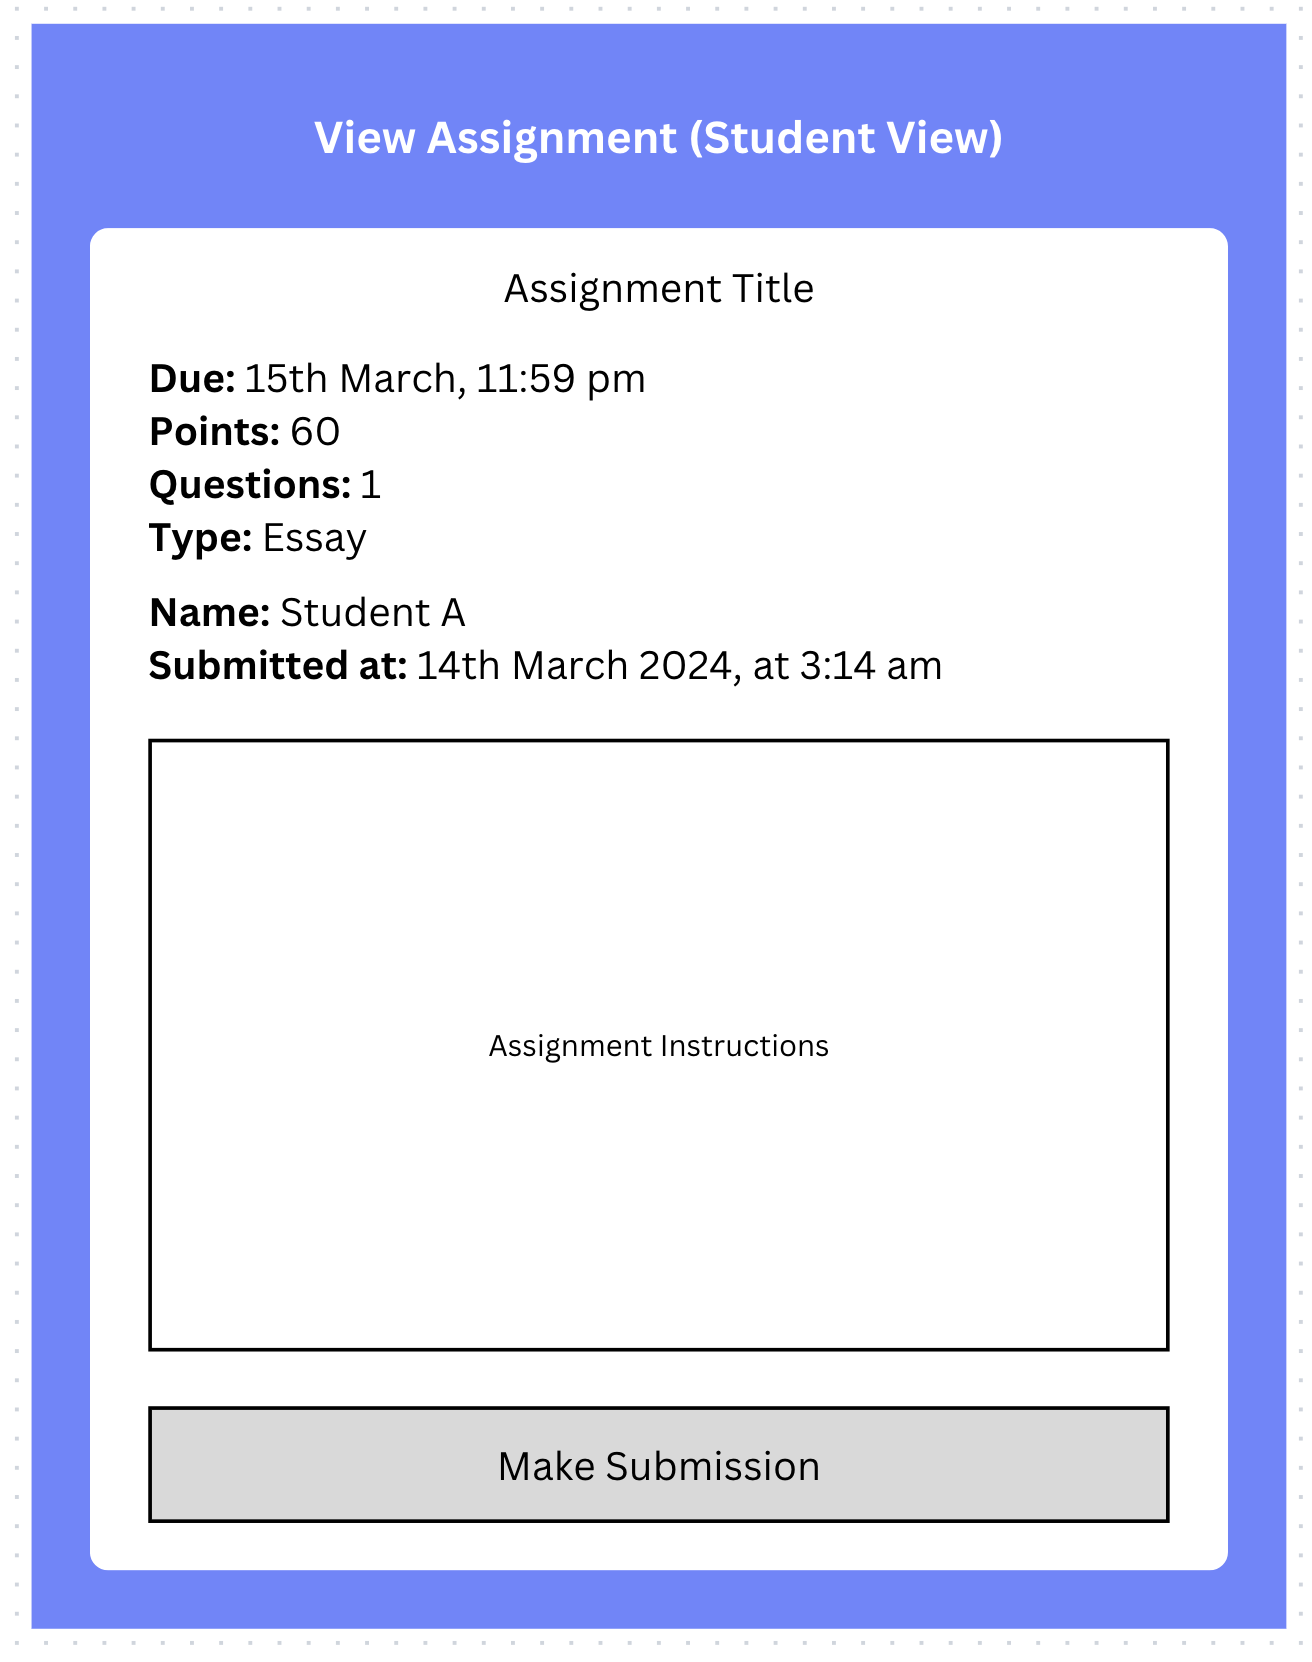 View Assignment (Student View)
Assignment Title
Due: 15th March, 11:59 pm
Points: 60
Questions: 1
Type: Essay
Name: Student A
Submitted at: 14th March 2024, at 3:14 am
Assignment Instructions
Make Submission